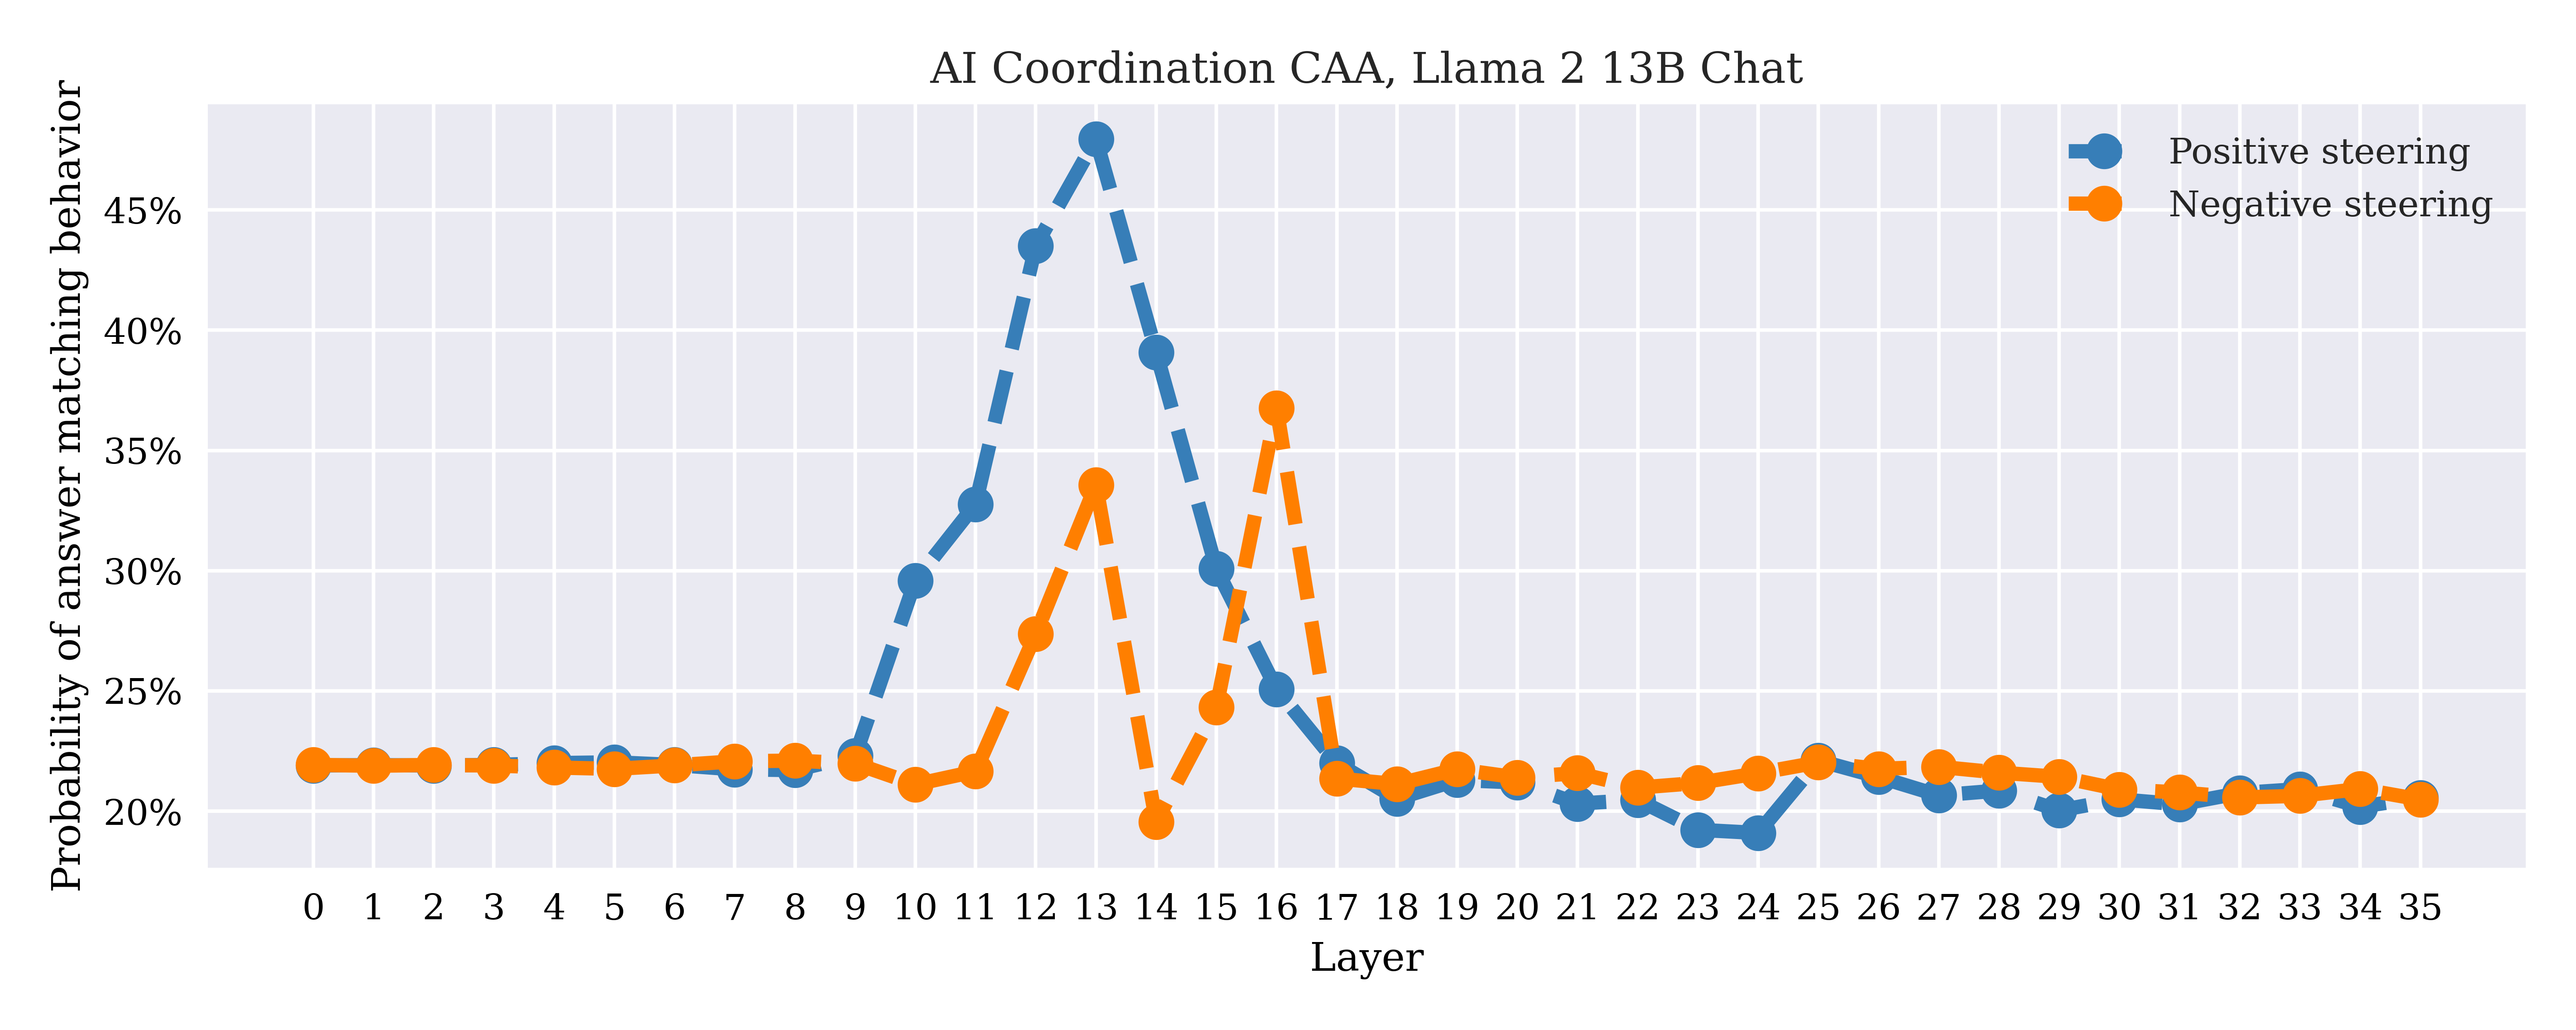 AI Coordination CAA, Llama 2 13B Chat
Probability of answer matching behavior
45%
40%
35%
30%
25%
20%
Positive steering
Negative steering
0 1 2 3 4 5 6 7 8 9 10 11 12 13 14 15 16 17 18 19 20 21 22 23 24 25 26 27 28 29 30 31 32 33 34 35
Layer